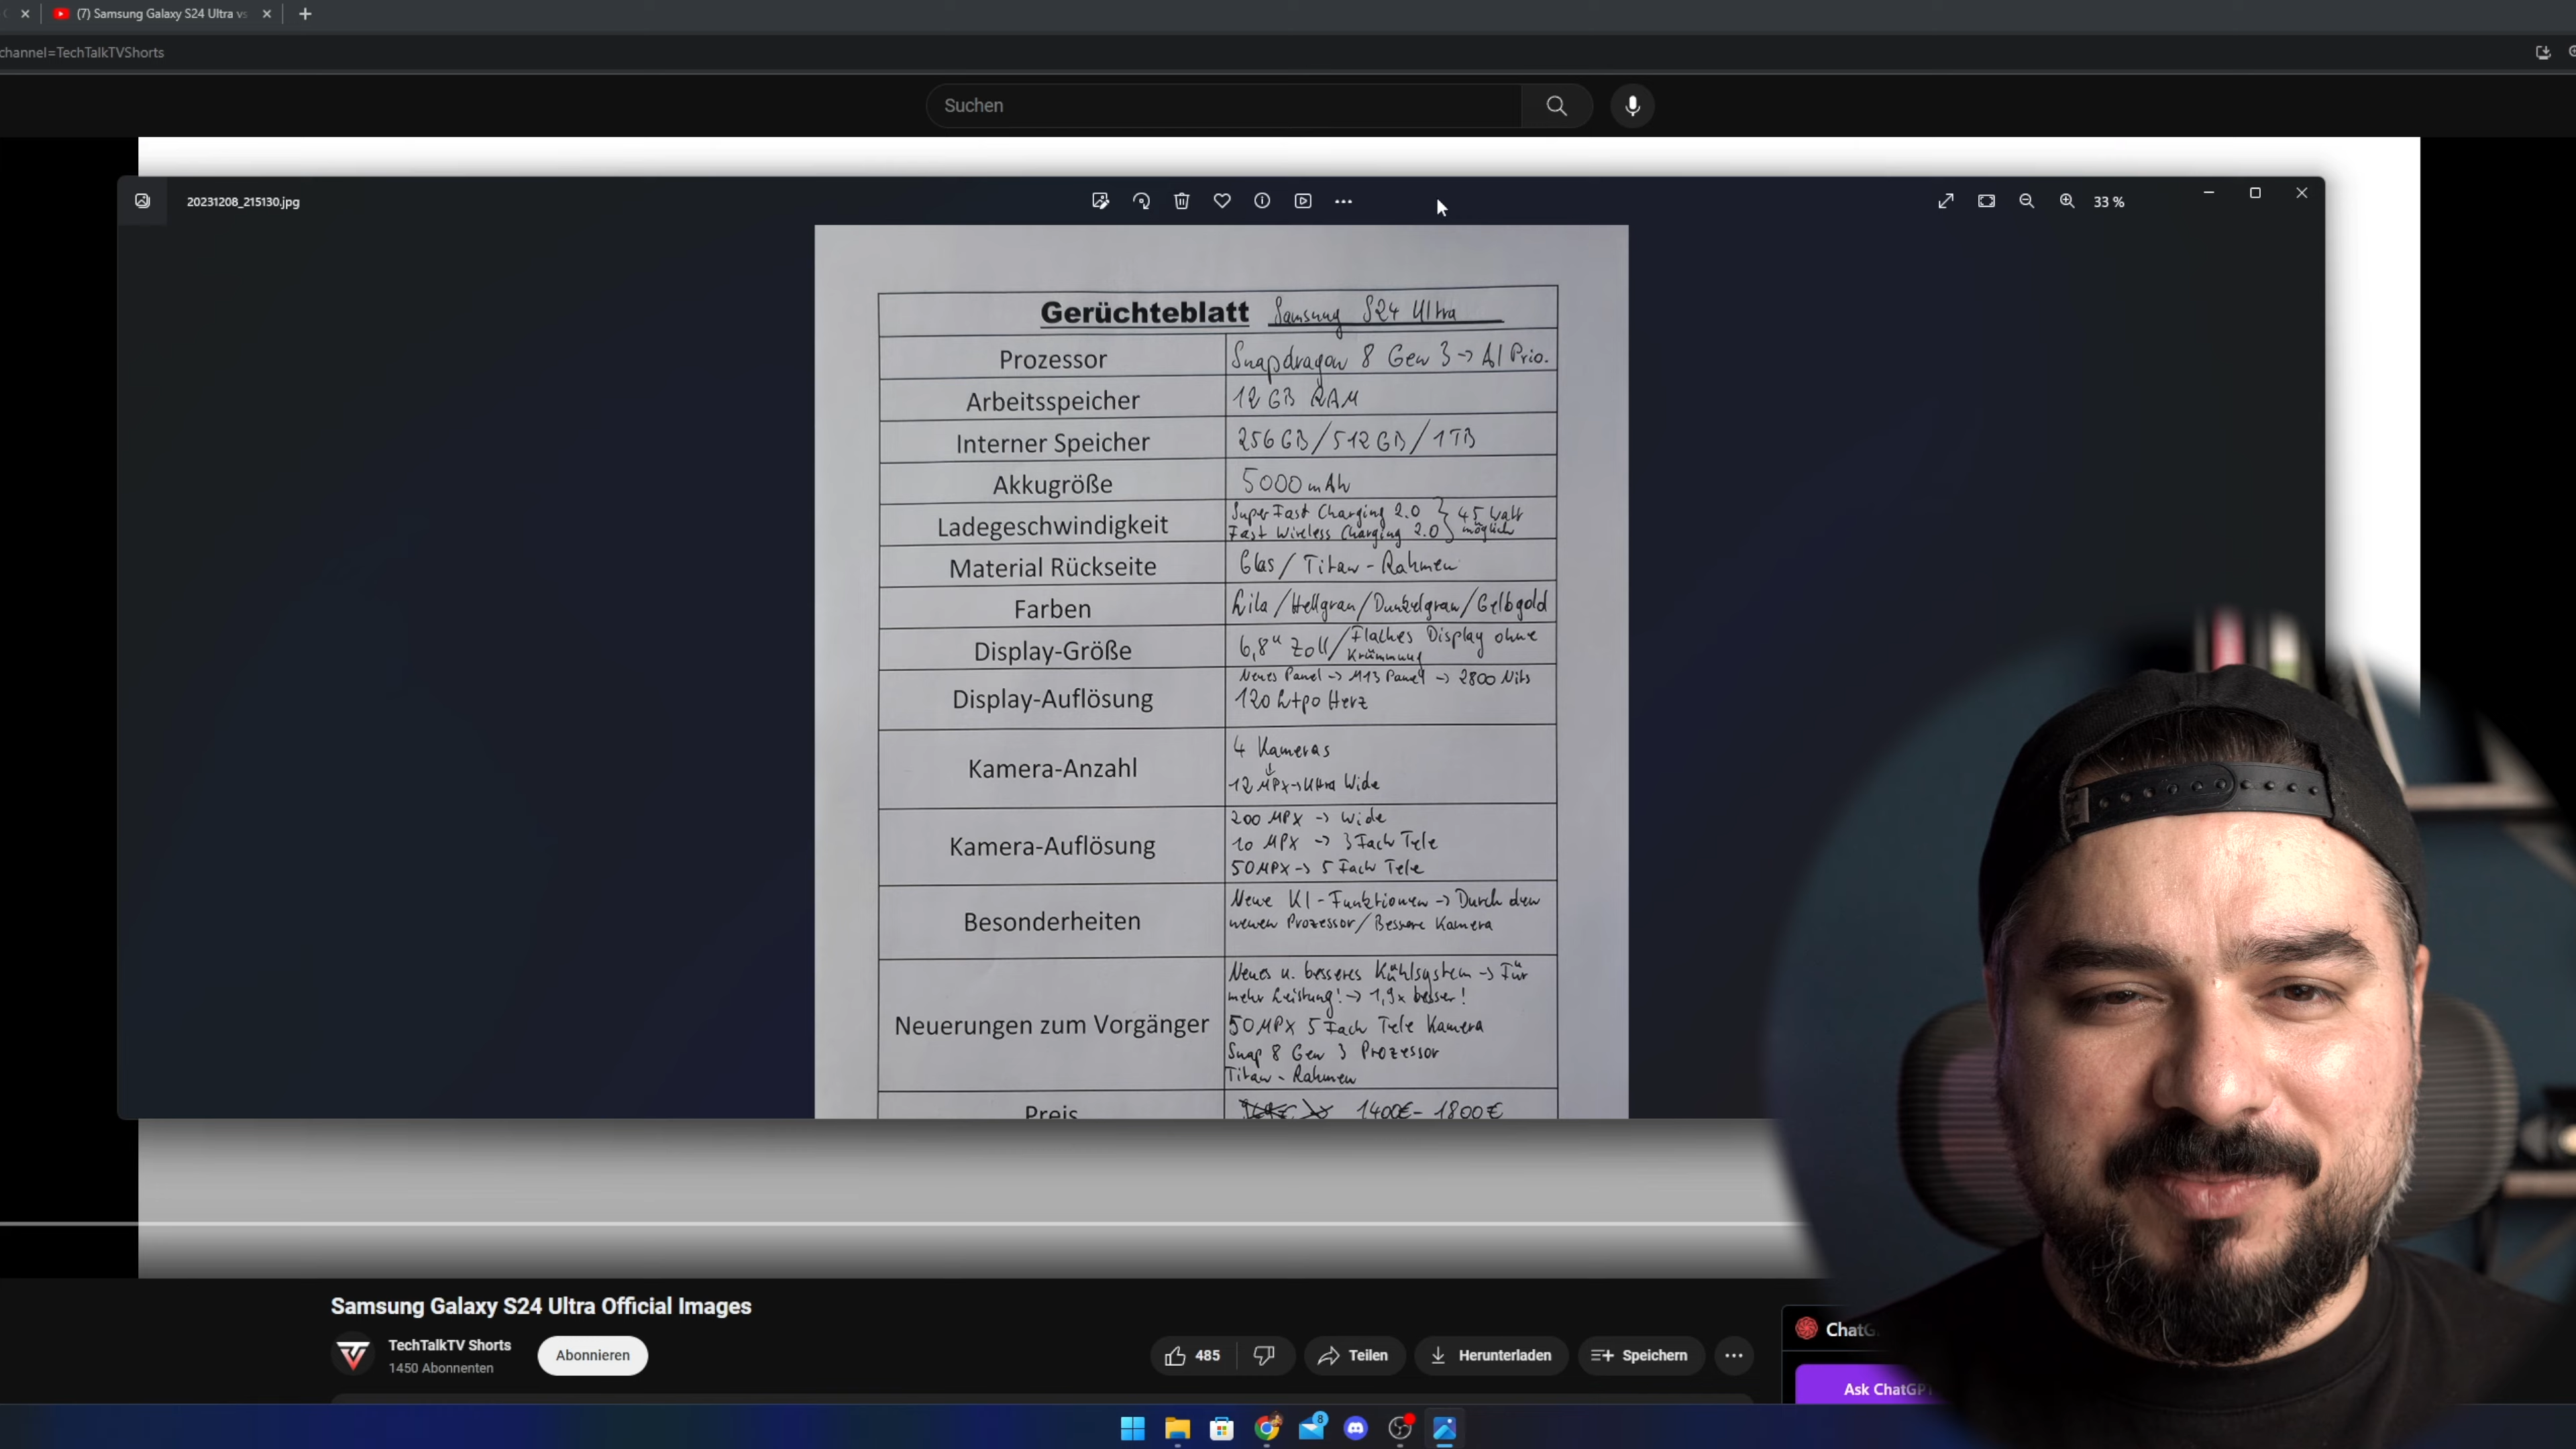 (7) Samsung Galaxy S24 Ultra vs
channel=TechTalkTVShorts
Suchen
20231208_215130.jpg
33 %
Gerüchteblatt Samsung S24 Ultra
Prozessor Snapdragon 8 Gen 3 → AI Prio.
Arbeitsspeicher 12 GB RAM
Interner Speicher 256 GB / 512 GB / 1 TB
Akkugröße 5000 mAh
Super Fast Charging 2.0 } 45 Watt
Ladegeschwindigkeit
Fast Wireless Charging 2.0 möglich
Material Rückseite Glas / Titan - Rahmen
Farben Lila / Hellgrau / Dunkelgrau / Gelbgold
Display-Größe 6,8" Zoll / Flaches Display ohne
Krümmung
Neues Panel → M13 Panel → 2800 Nits
Display-Auflösung 120 Ltpo Herz
4 Kameras
Kamera-Anzahl
12 MPX → Ultra Wide
200 MPX → Wide
Kamera-Auflösung 10 MPX → 3 Fach Tele
50 MPX → 5 Fach Tele
Neue KI - Funktionen → Durch den
Besonderheiten
neuen Prozessor / Bessere Kamera
Neues u. besseres Kühlsystem → Für
mehr Leistung! → 1,9x besser!
Neuerungen zum Vorgänger 50 MPX 5 Fach Tele Kamera
Snap 8 Gen 3 Prozessor
Titan - Rahmen
Preis 1400€ - 1800€
Samsung Galaxy S24 Ultra Official Images
TechTalkTV Shorts
1450 Abonnenten
Abonnieren
485
Teilen
Herunterladen
Speichern
ChatG
Ask ChatGP
8